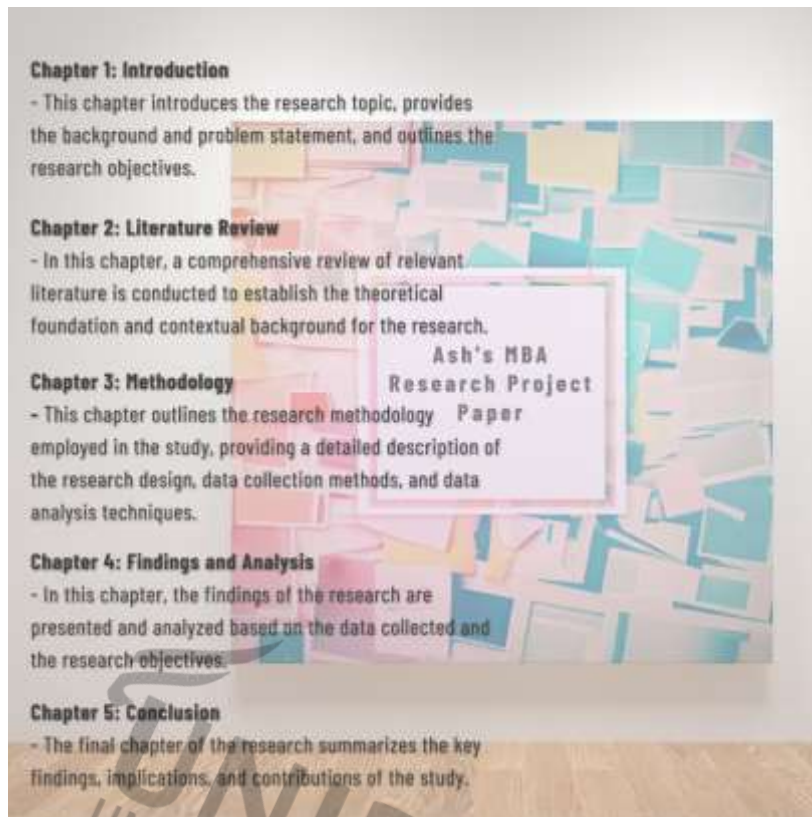 Chapter 1: Introduction
- This chapter introduces the research topic, provides
the background and problem statement, and outlines the
research objectives.
Chapter 2: Literature Review
- In this chapter, a comprehensive review of relevant
literature is conducted to establish the theoretical
foundation and contextual background for the research.
Chapter 3: Methodology
- This chapter outlines the research methodology
employed in the study, providing a detailed description of
the research design, data collection methods, and data
analysis techniques.
Chapter 4: Findings and Analysis
- In this chapter, the findings of the research are
presented and analyzed based on the data collected and
the research objectives.
Chapter 5: Conclusion
- The final chapter of the research summarizes the key
findings, implications, and contributions of the study.
Ash's MBA
Research Project
Paper